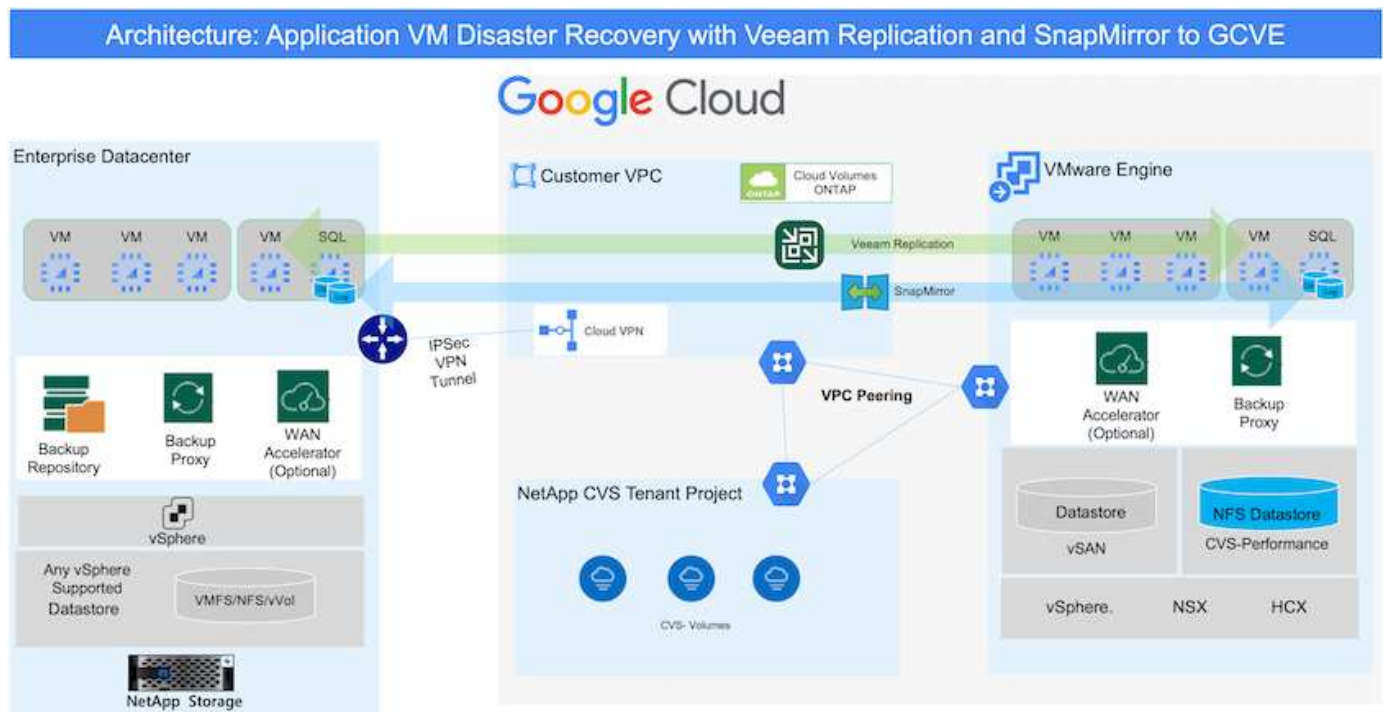 Architecture: Application VM Disaster Recovery with Veeam Replication and SnapMirror to GCVE
Google Cloud
Enterprise Datacenter
VM VM VM VM SQL
IPSec
VPN
Tunnel
Backup
Repository
Backup
Proxy
WAN
Accelerator
(Optional)
vSphere
Any vSphere
Supported
Datastore
VMFS/NFS/vVol
NetApp Storage
Customer VPC
ONTAP
Cloud Volumes
ONTAP
Veeam Replication
SnapMirror
Cloud VPN
VPC Peering
NetApp CVS Tenant Project
CVS- Volumes
VMware Engine
VM VM VM VM SQL
WAN
Accelerator
(Optional)
Backup
Proxy
Datastore
vSAN
NFS Datastore
CVS-Performance
vSphere. NSX HCX